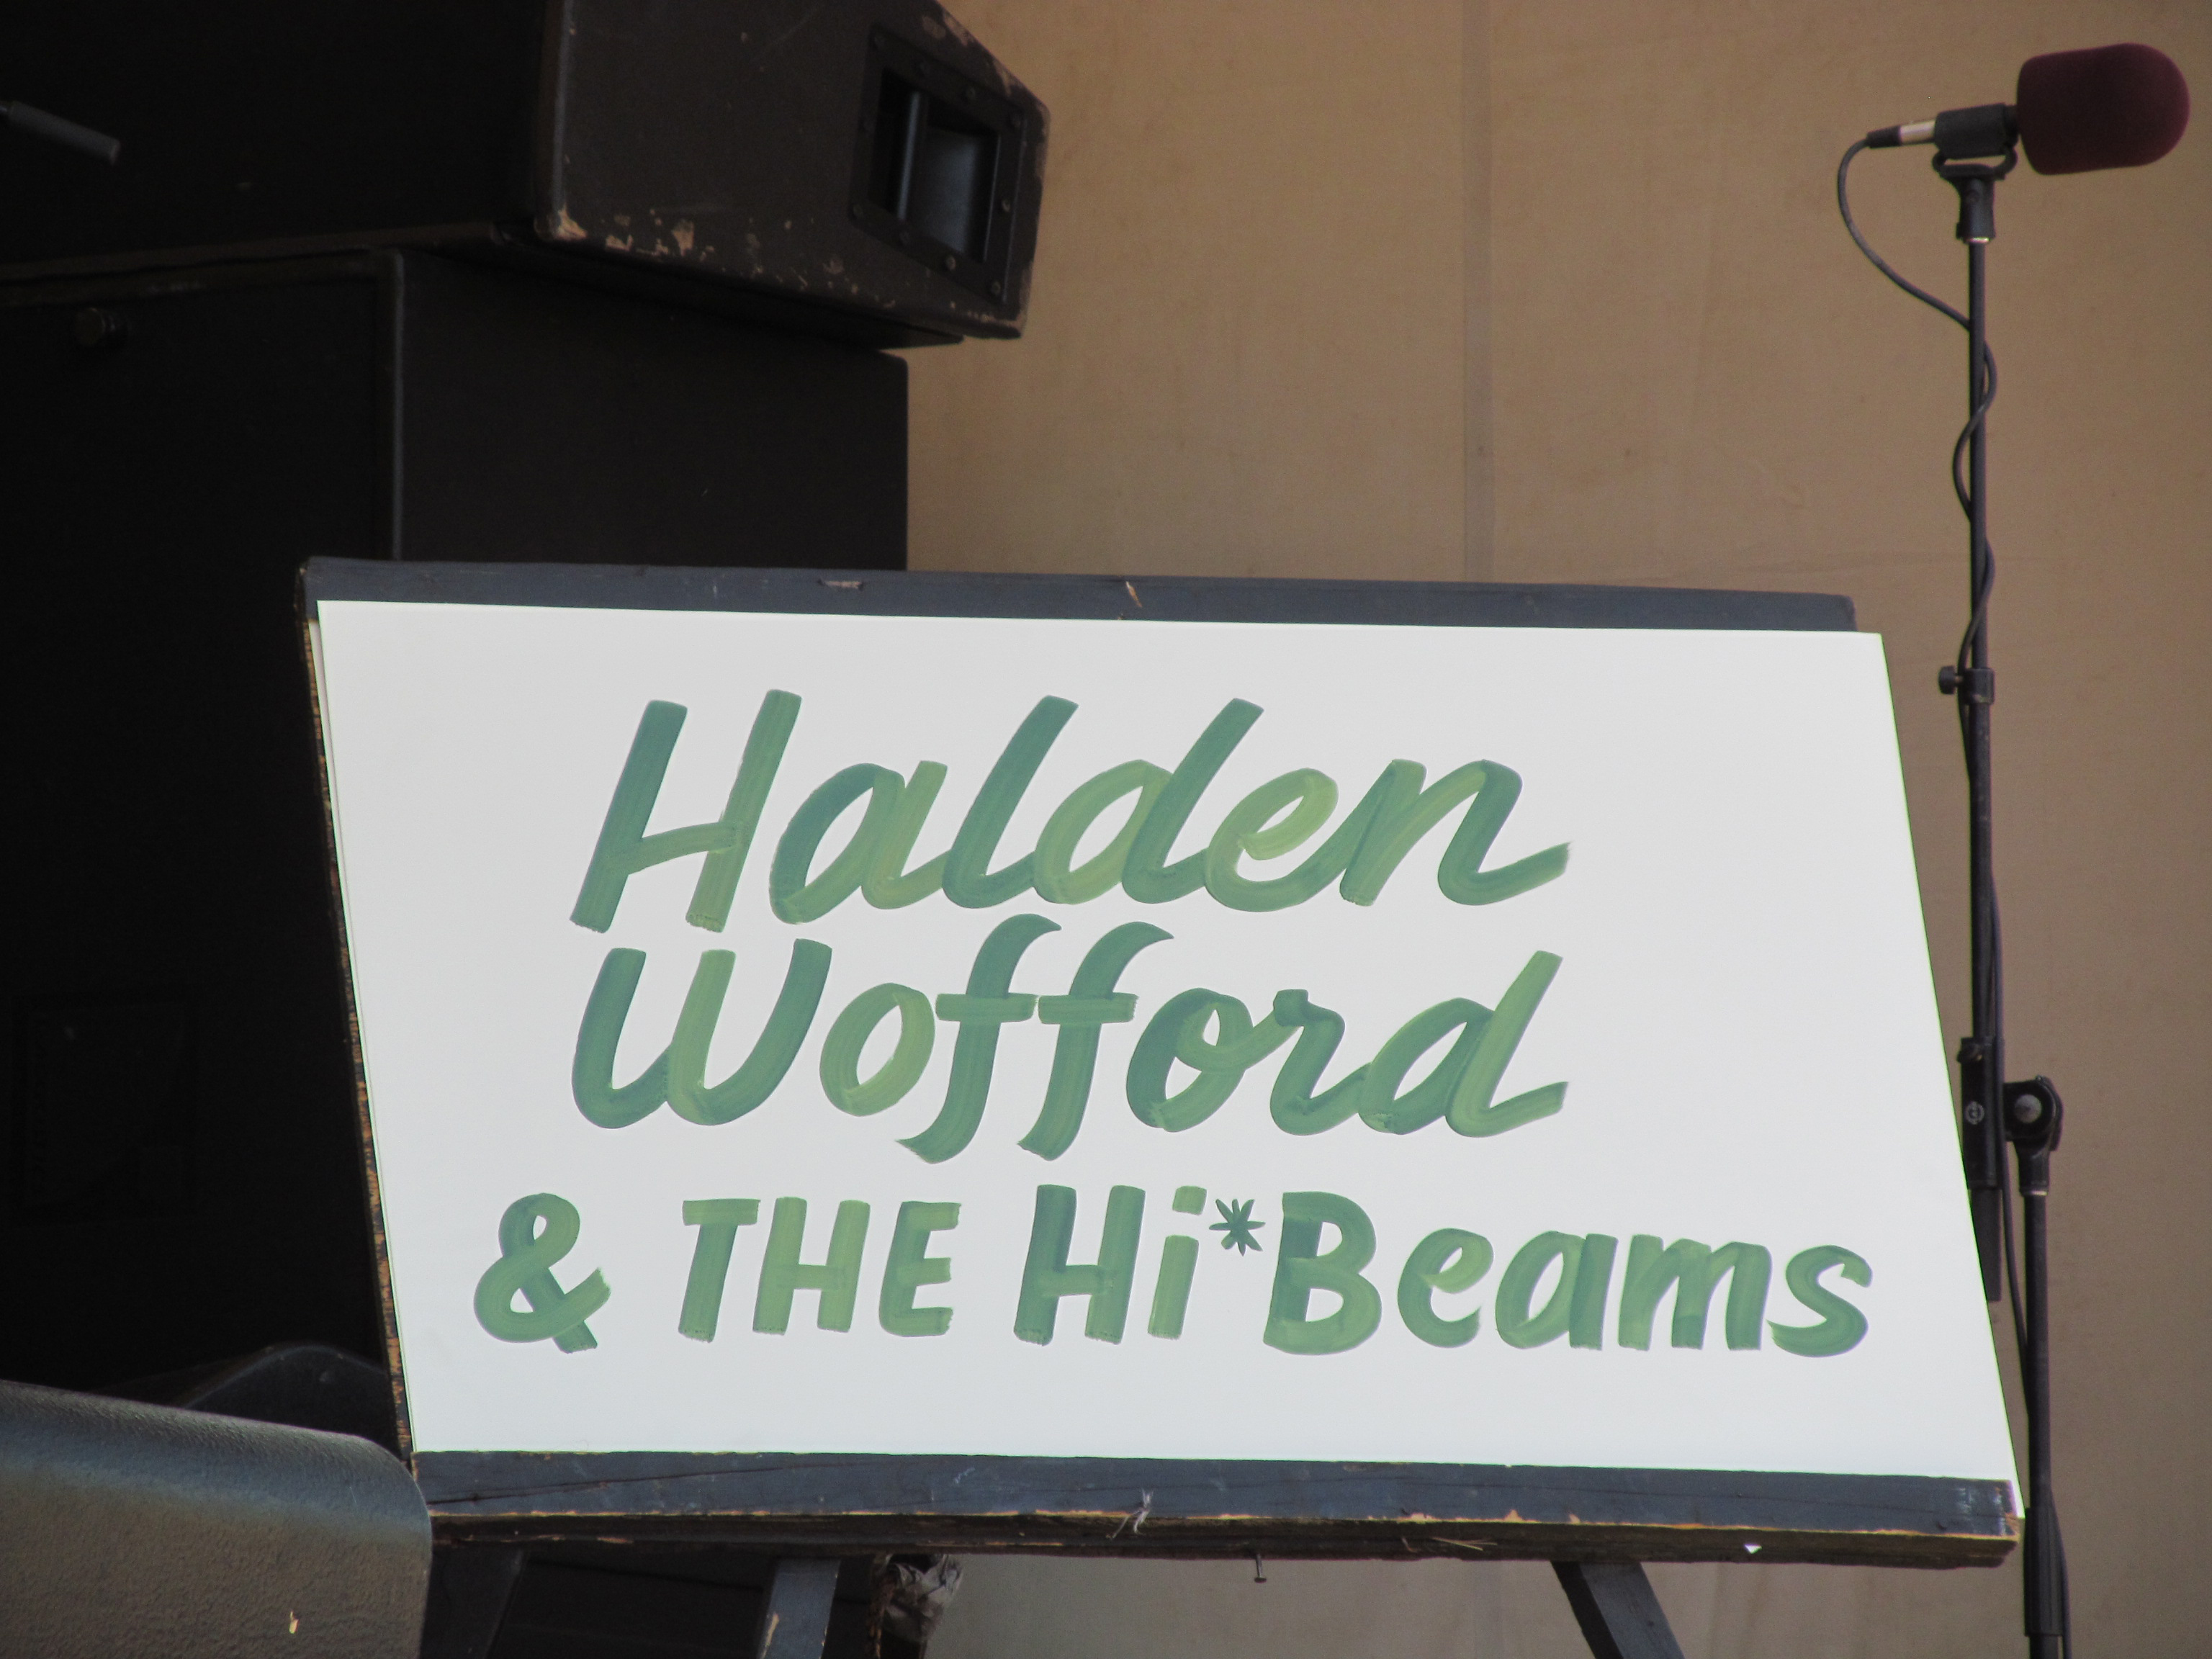 Halden
Wofford
& THE Hi*Beams